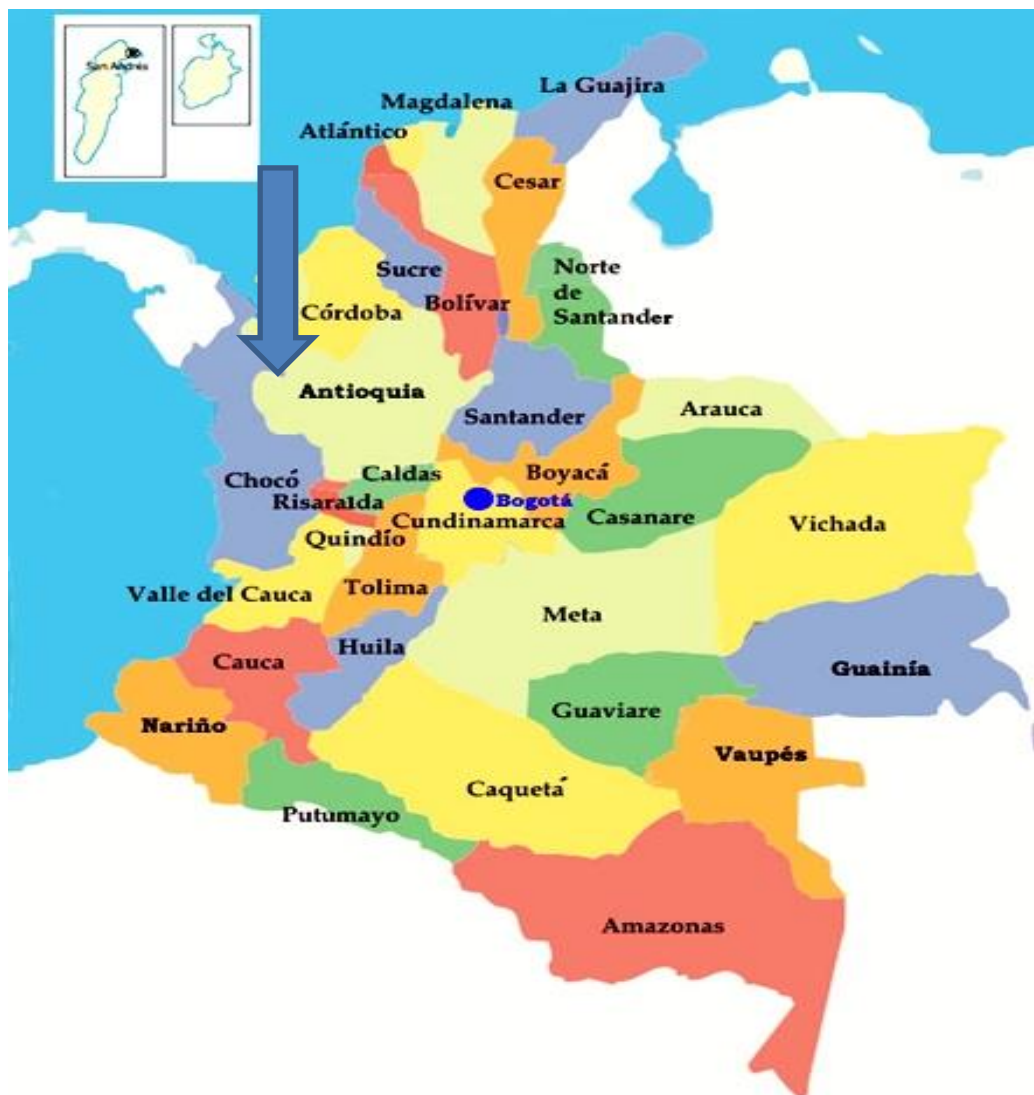 San Andrés
La Guajira
Magdalena
Atlántico
Cesar
Sucre
Norte
de
Santander
Bolívar
Córdoba
Antioquia
Santander
Arauca
Chocó
Caldas
Boyacá
Risaralda
Bogotá
Cundinamarca
Casanare
Vichada
Quindío
Valle del Cauca
Tolima
Meta
Huila
Cauca
Guainía
Guaviare
Nariño
Vaupés
Caquetá
Putumayo
Amazonas